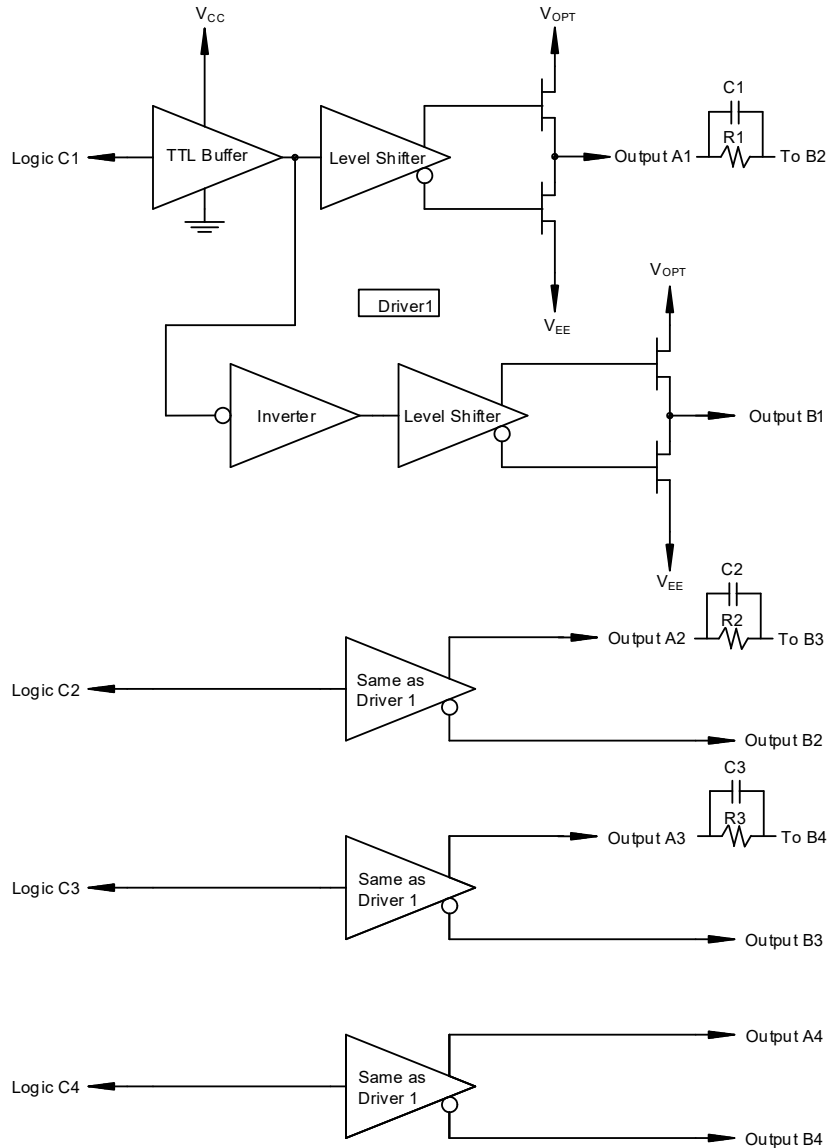 VCC
VOPT
C1
Logic C1
TTL Buffer
Level Shifter
Output A1
R1
To B2
Driver1
VEE
VOPT
Inverter
Level Shifter
Output B1
VEE
C2
Output A2
R2
To B3
Logic C2
Same as
Driver 1
Output B2
C3
Output A3
R3
To B4
Logic C3
Same as
Driver 1
Output B3
Output A4
Logic C4
Same as
Driver 1
Output B4